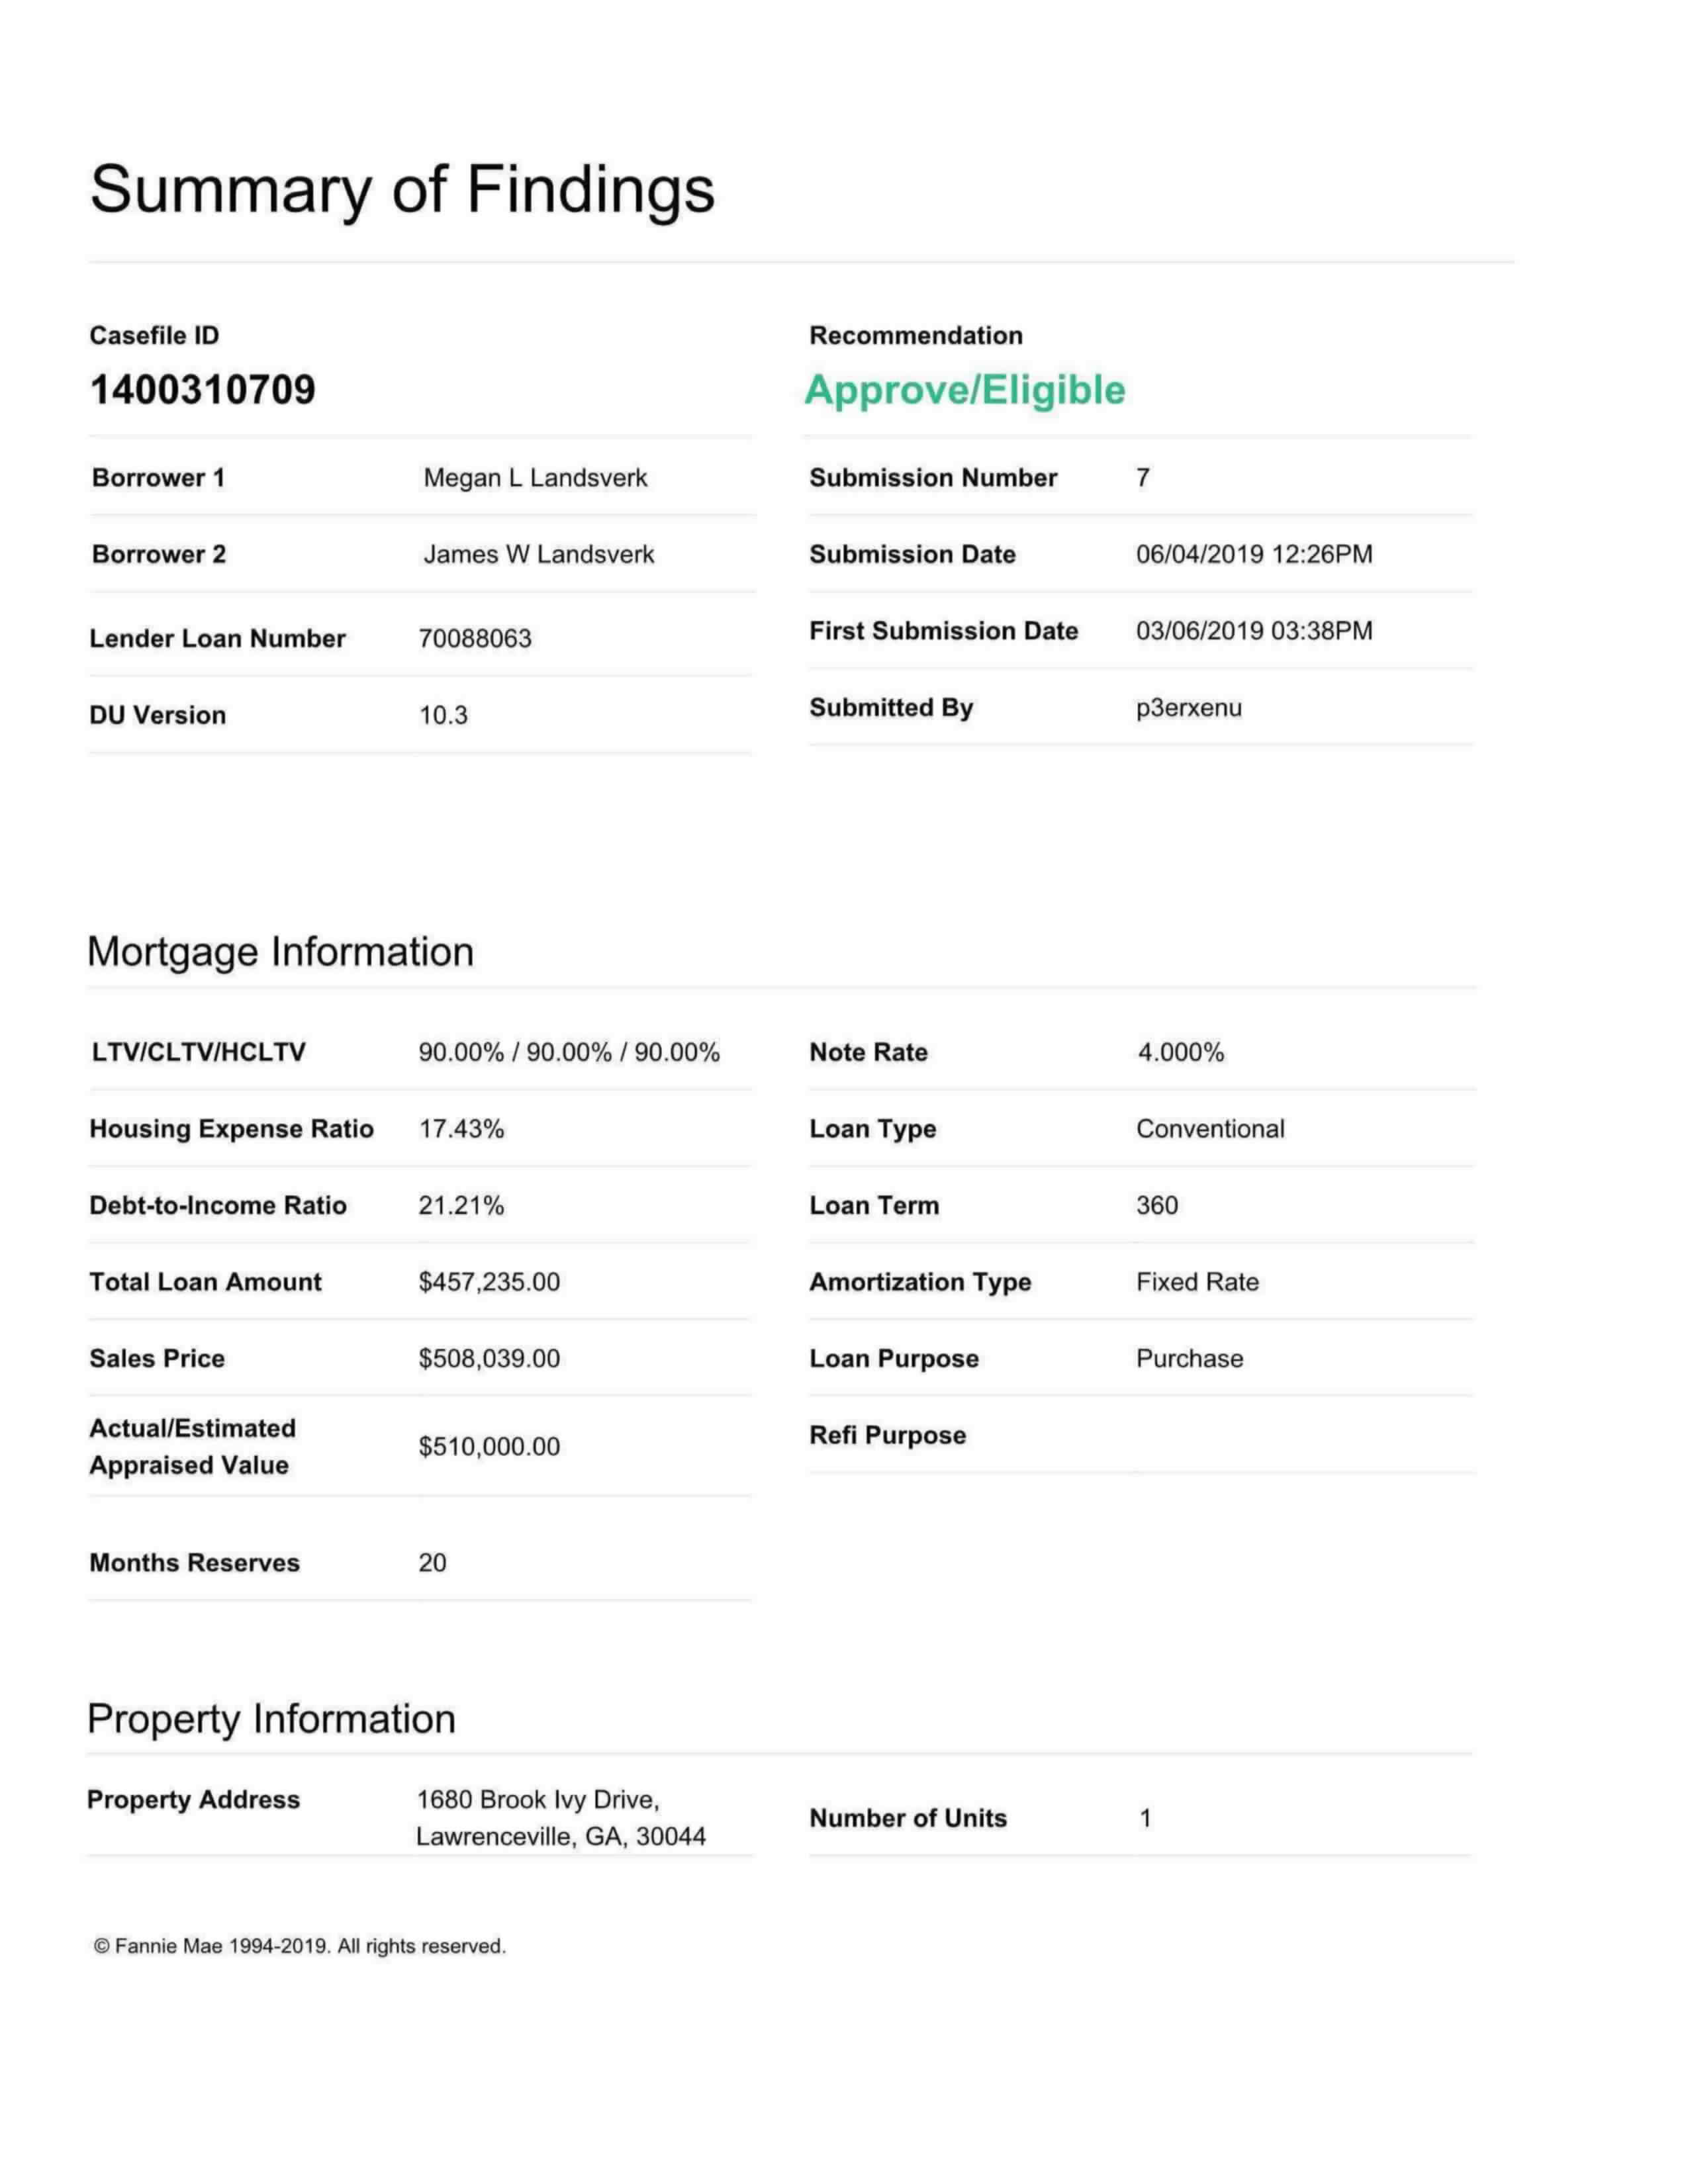 Summary of Findings
Casefile ID
1400310709
Recommendation
Approve/Eligible
Borrower 1 Megan L Landsverk
Borrower 2 James W Landsverk
Lender Loan Number 70088063
DU Version 10.3
Submission Number 7
Submission Date 06/04/2019 12:26PM
First Submission Date 03/06/2019 03:38PM
Submitted By p3erxenu
Mortgage Information
LTV/CLTV/HCLTV 90.00% / 90.00% / 90.00%
Housing Expense Ratio 17.43%
Debt-to-Income Ratio 21.21%
Total Loan Amount $457,235.00
Sales Price $508,039.00
Actual/Estimated
Appraised Value $510,000.00
Months Reserves 20
Note Rate 4.000%
Loan Type Conventional
Loan Term 360
Amortization Type Fixed Rate
Loan Purpose Purchase
Refi Purpose
Property Information
Property Address 1680 Brook Ivy Drive,
Lawrenceville, GA, 30044
Number of Units 1
© Fannie Mae 1994-2019. All rights reserved.